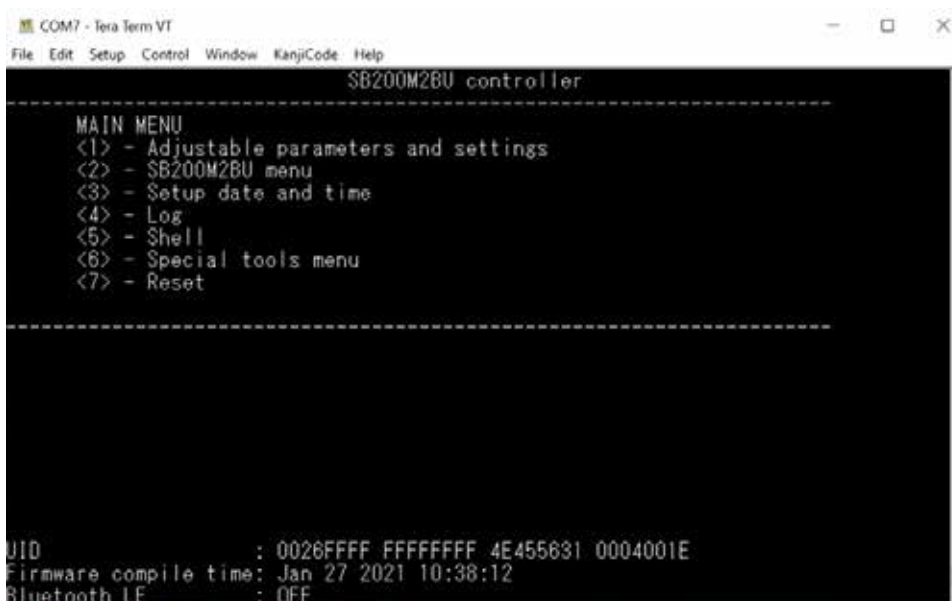 COM7 - Tera Term VT
File Edit Setup Control Window KanjiCode Help
SB200M2BU controller
--------------------------------------------------------------------------------
MAIN MENU
<1> - Adjustable parameters and settings
<2> - SB200M2BU menu
<3> - Setup date and time
<4> - Log
<5> - Shell
<6> - Special tools menu
<7> - Reset
--------------------------------------------------------------------------------
UID : 0026FFFF FFFFFFFF 4E455631 0004001E
Firmware compile time: Jan 27 2021 10:38:12
Bluetooth LE : OFF